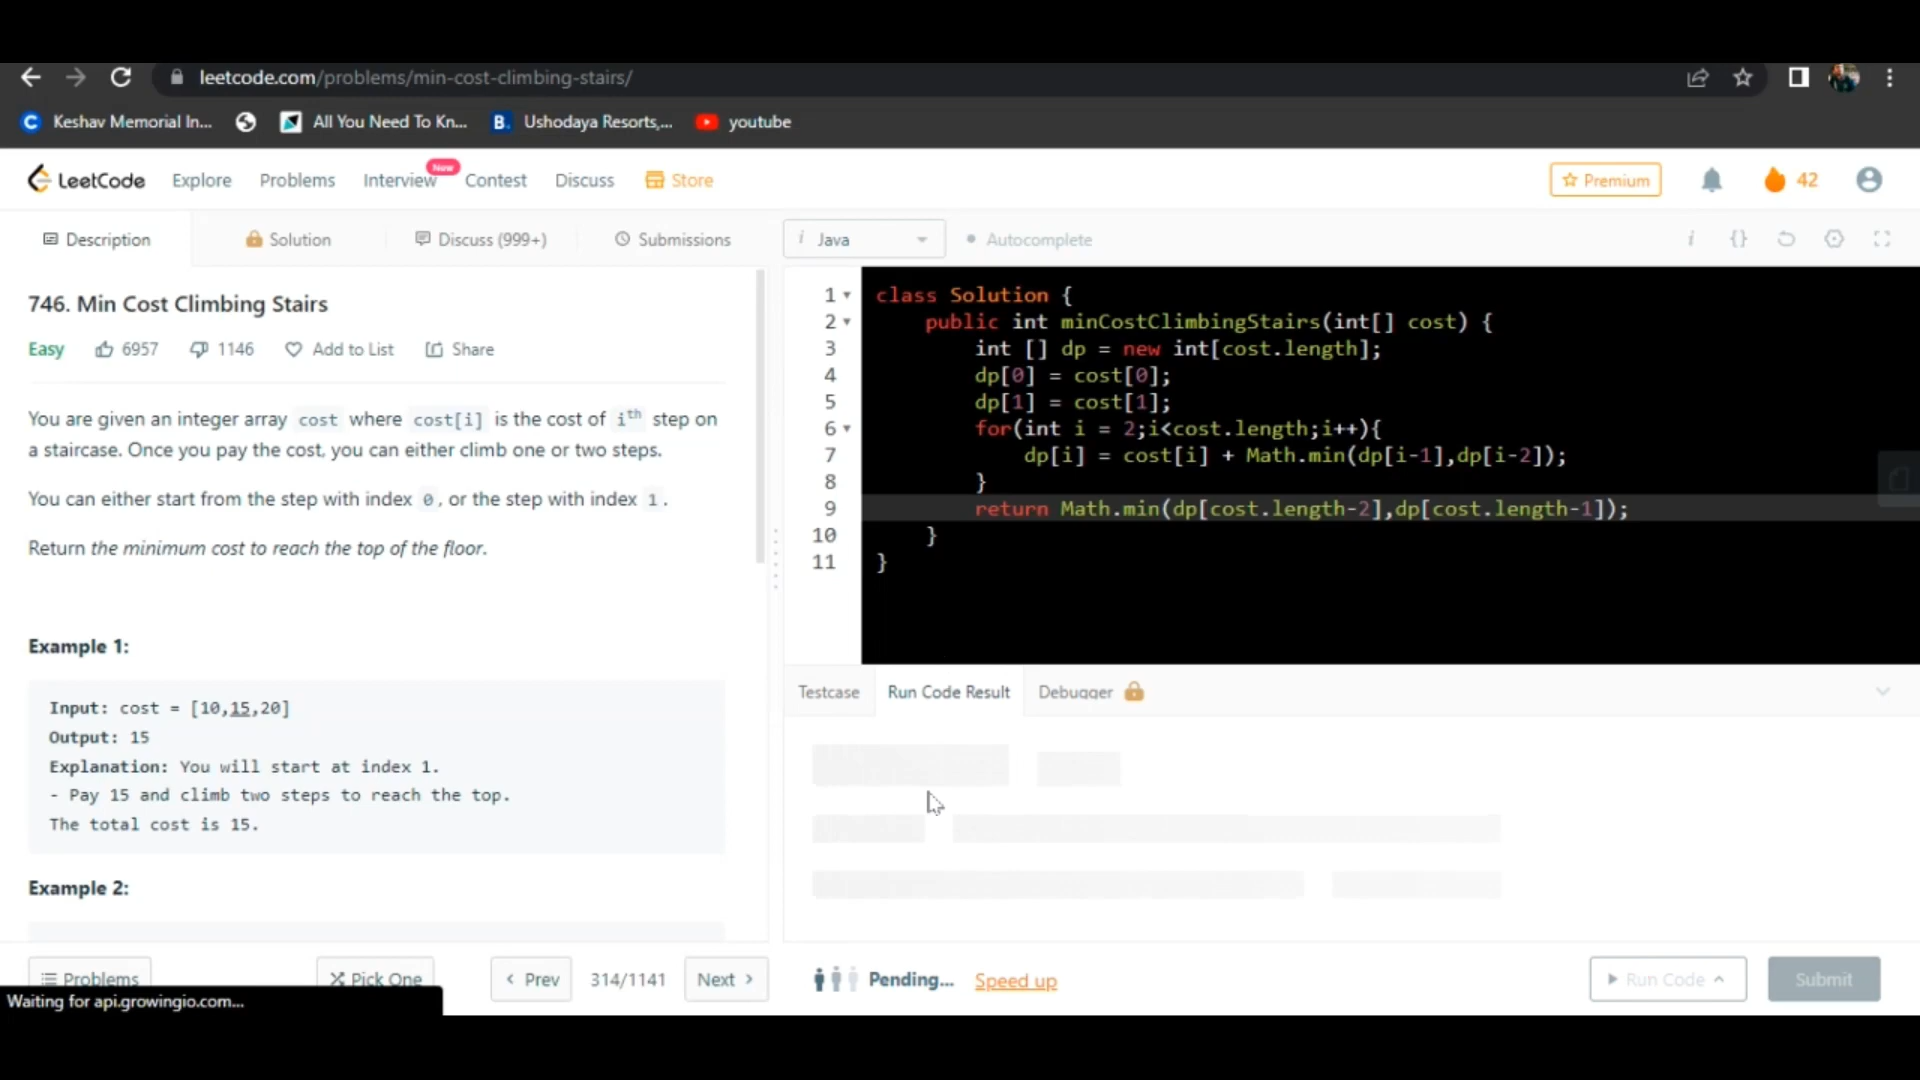 leetcode.com/problems/min-cost-climbing-stairs/
Keshav Memorial In... All You Need To Kn... B. Ushodaya Resorts,... youtube
LeetCode Explore Problems Interview New Contest Discuss Store Premium 42
Description Solution Discuss (999+) Submissions
i Java Autocomplete i {}
746. Min Cost Climbing Stairs
Easy 6957 1146 Add to List Share
You are given an integer array cost where cost[i] is the cost of ith step on
a staircase. Once you pay the cost, you can either climb one or two steps.
You can either start from the step with index 0, or the step with index 1.
Return the minimum cost to reach the top of the floor.
Example 1:
Input: cost = [10,15,20]
Output: 15
Explanation: You will start at index 1.
- Pay 15 and climb two steps to reach the top.
The total cost is 15.
Example 2:
1 class Solution {
2 public int minCostClimbingStairs(int[] cost) {
3 int [] dp = new int[cost.length];
4 dp[0] = cost[0];
5 dp[1] = cost[1];
6 for(int i = 2;i<cost.length;i++){
7 dp[i] = cost[i] + Math.min(dp[i-1],dp[i-2]);
8 }
9 return Math.min(dp[cost.length-2],dp[cost.length-1]);
10 }
11 }
Testcase Run Code Result Debugger
Problems Pick One Prev 314/1141 Next Pending... Speed up Run Code Submit
Waiting for api.growingio.com...